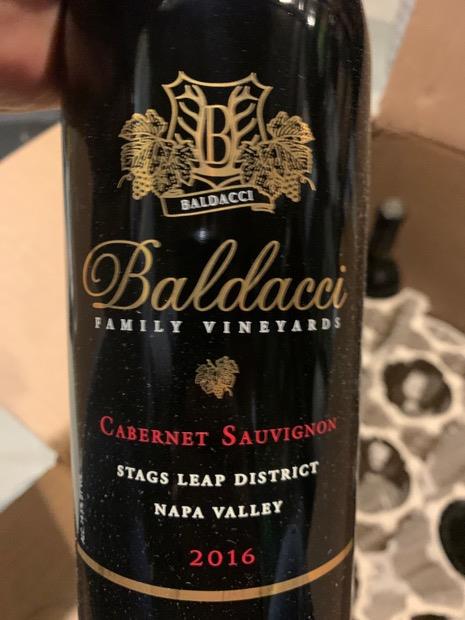 B
BALDACCI
Baldacci
FAMILY VINEYARDS
CABERNET SAUVIGNON
STAGS LEAP DISTRICT
NAPA VALLEY
2016